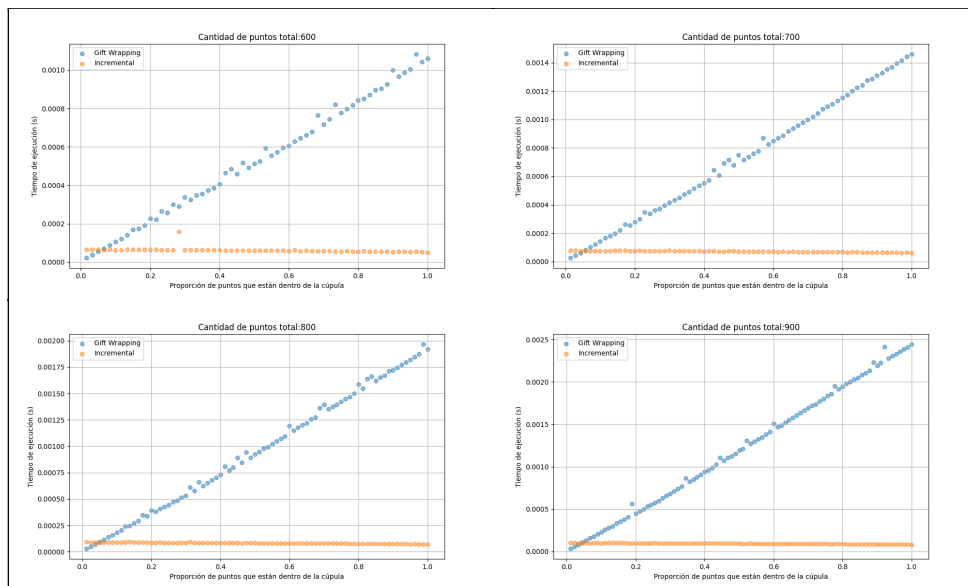 Cantidad de puntos total:600
Gift Wrapping
Incremental
Tiempo de ejecución (s)
0.0010
0.0008
0.0006
0.0004
0.0002
0.0000
0.0 0.2 0.4 0.6 0.8 1.0
Proporción de puntos que están dentro de la cúpula
Cantidad de puntos total:700
Gift Wrapping
Incremental
Tiempo de ejecución (s)
0.0014
0.0012
0.0010
0.0008
0.0006
0.0004
0.0002
0.0000
0.0 0.2 0.4 0.6 0.8 1.0
Proporción de puntos que están dentro de la cúpula
Cantidad de puntos total:800
Gift Wrapping
Incremental
Tiempo de ejecución (s)
0.00200
0.00175
0.00150
0.00125
0.00100
0.00075
0.00050
0.00025
0.00000
0.0 0.2 0.4 0.6 0.8 1.0
Proporción de puntos que están dentro de la cúpula
Cantidad de puntos total:900
Gift Wrapping
Incremental
Tiempo de ejecución (s)
0.0025
0.0020
0.0015
0.0010
0.0005
0.0000
0.0 0.2 0.4 0.6 0.8 1.0
Proporción de puntos que están dentro de la cúpula